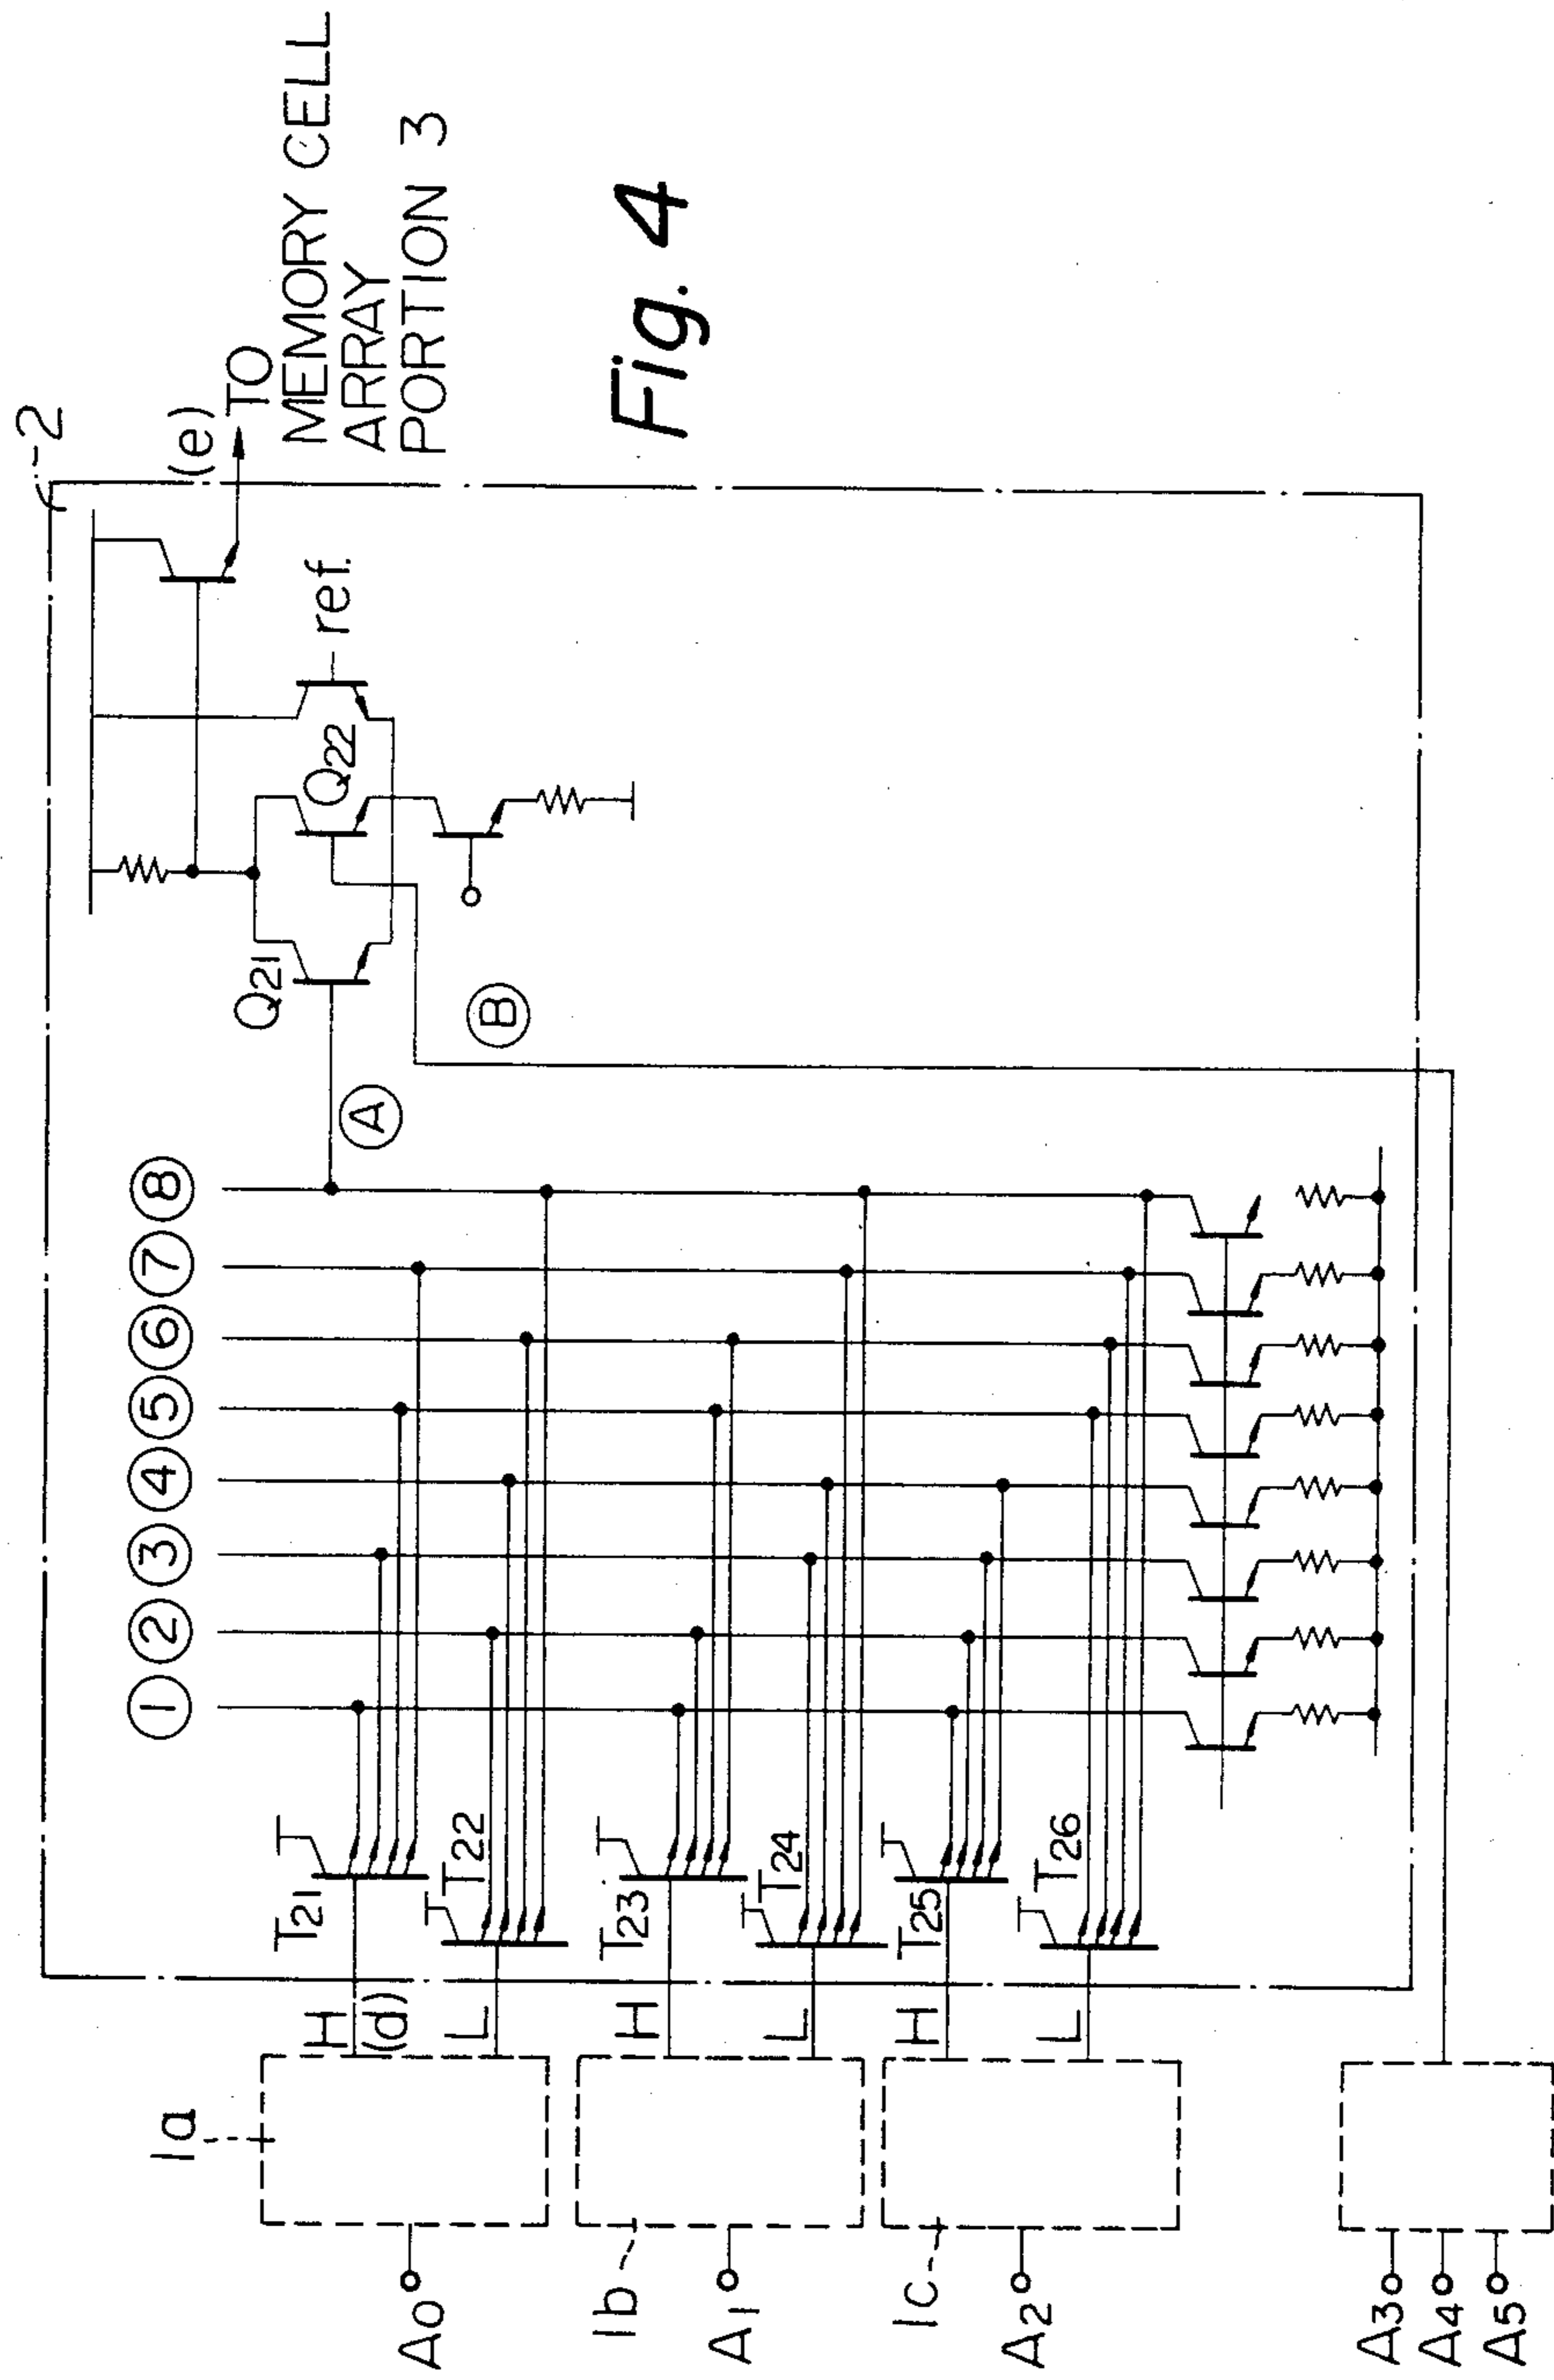 2
(e)
TO
MEMORY CELL
ARRAY
PORTION 3
Fig. 4
① ② ③ ④ ⑤ ⑥ ⑦ ⑧
Q21
Q22
ref.
Ⓐ
Ⓑ
1a
A0
H
(d)
L
T21
T22
1b
A1
H
L
T23
T24
1c
A2
H
L
T25
T26
A3
A4
A5